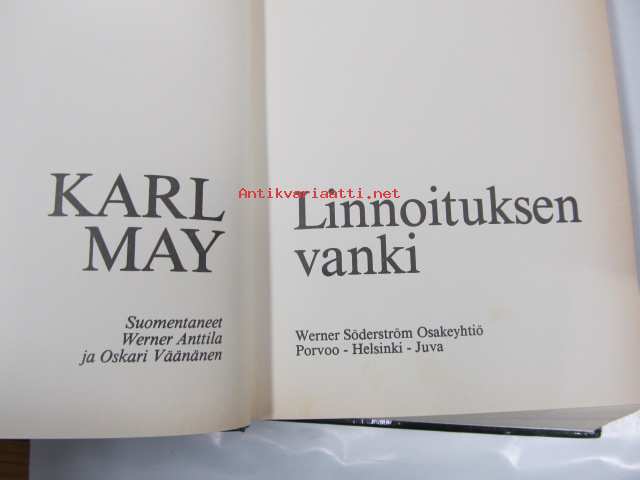 KARL
MAY
Suomentaneet
Werner Anttila
ja Oskari Väänänen
Antikvariaatti.net
Linnoituksen
vanki
Werner Söderström Osakeyhtiö
Porvoo - Helsinki - Juva